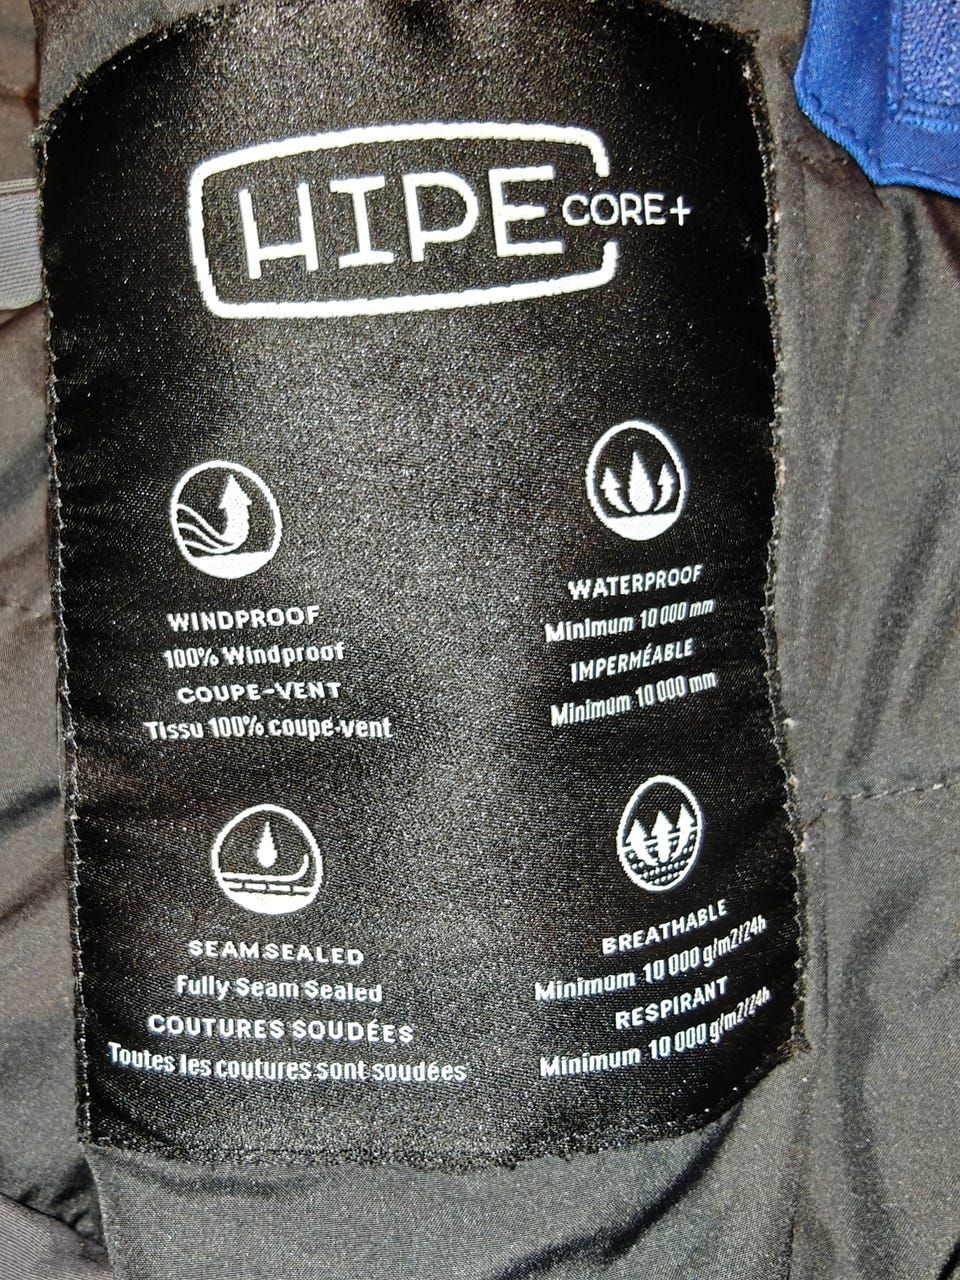 HIPE CORE+
WINDPROOF
100% Windproof
COUPE-VENT
Tissu 100% coupe-vent
WATERPROOF
Minimum 10 000 mm
IMPERMÉABLE
Minimum 10 000 mm
SEAM SEALED
Fully Seam Sealed
COUTURES SOUDÉES
Toutes les coutures sont soudées
BREATHABLE
Minimum 10 000 g/m2/24h
RESPIRANT
Minimum 10 000 g/m2/24h